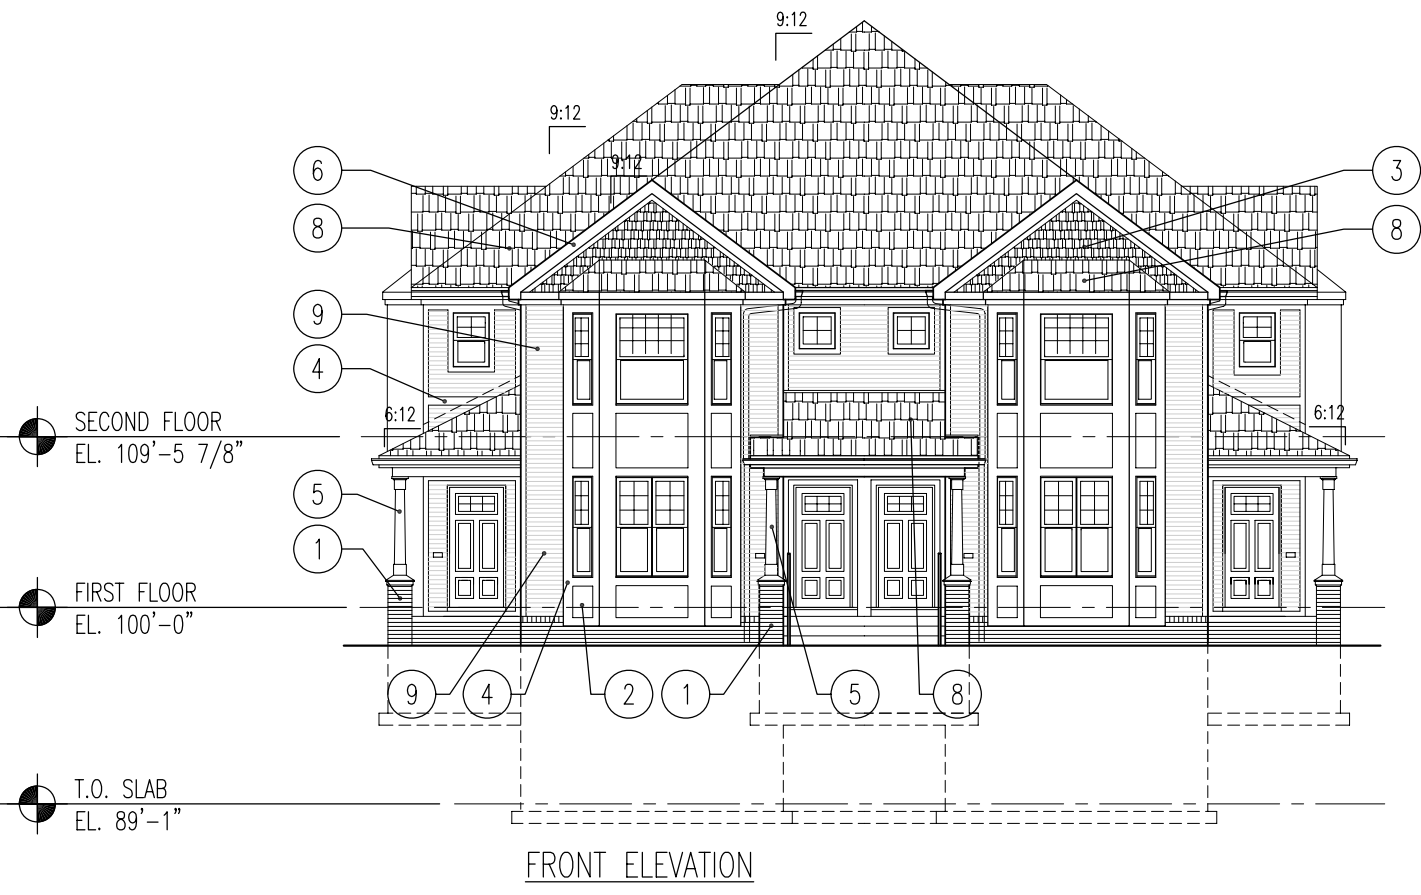 9:12
9:12
9:12
6
3
8
8
9
4
6:12
6:12
SECOND FLOOR
EL. 109'-5 7/8"
5
1
FIRST FLOOR
EL. 100'-0"
9
4
2
1
5
8
T.O. SLAB
EL. 89'-1"
FRONT ELEVATION